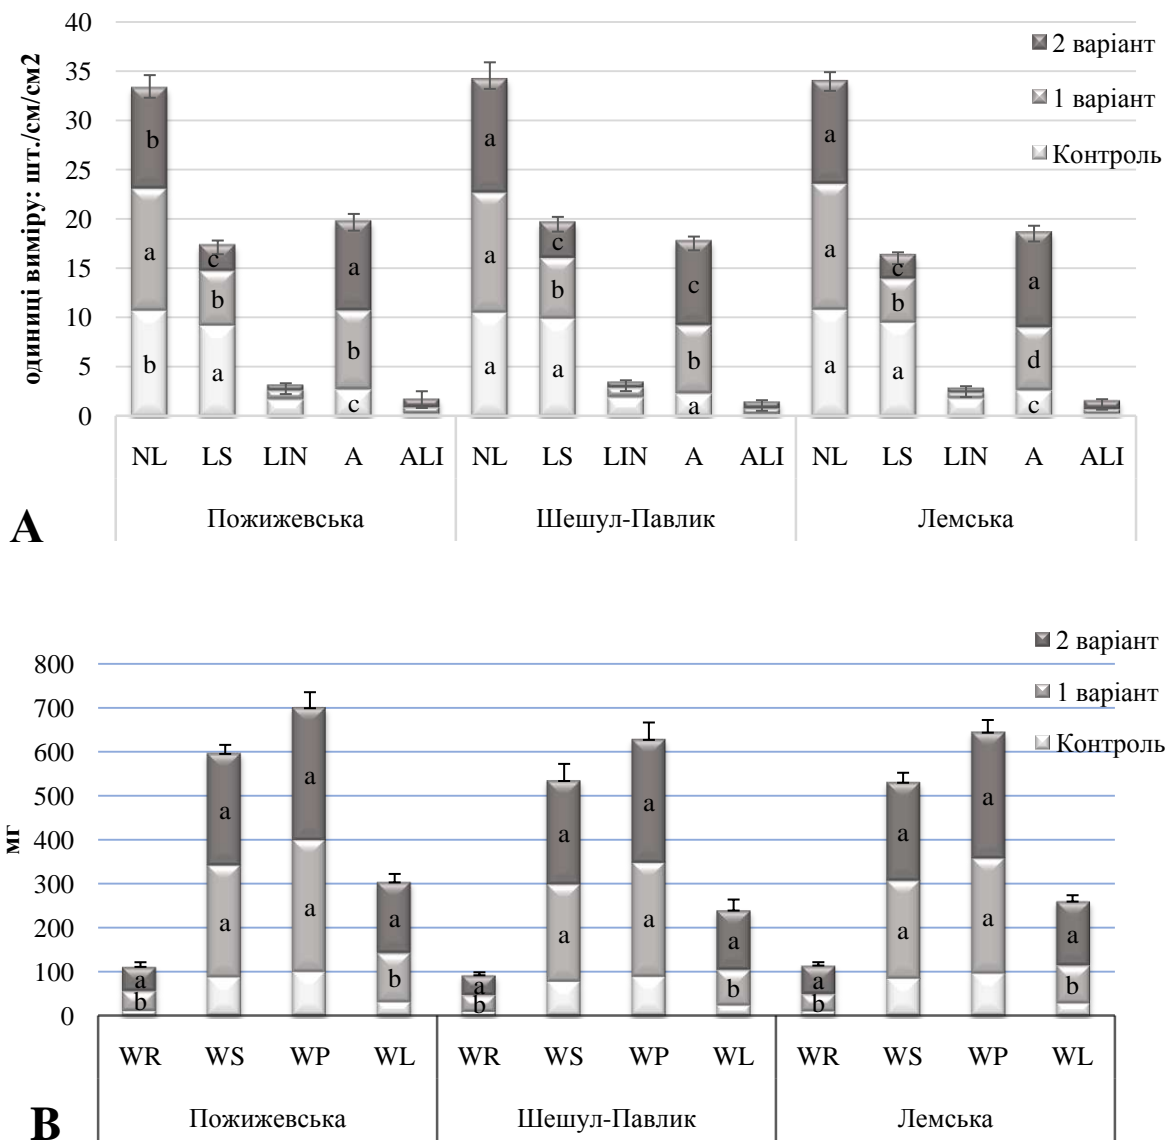 40
35
30
25
20
15
10
5
0
одиниці виміру: шт./см/см2
2 варіант
1 варіант
Контроль
b a a
c c c
a a a
a c a
b b b
b b d
b a a
a a a
c a c
NL LS LIN A ALI NL LS LIN A ALI NL LS LIN A ALI
Пожижевська Шешул-Павлик Лемська
A
800
700
600
500
400
300
200
100
0
мг
2 варіант
1 варіант
Контроль
a a a a a a
a a a a a a
a a a a a a
b b b b b b
WR WS WP WL WR WS WP WL WR WS WP WL
Пожижевська Шешул-Павлик Лемська
B